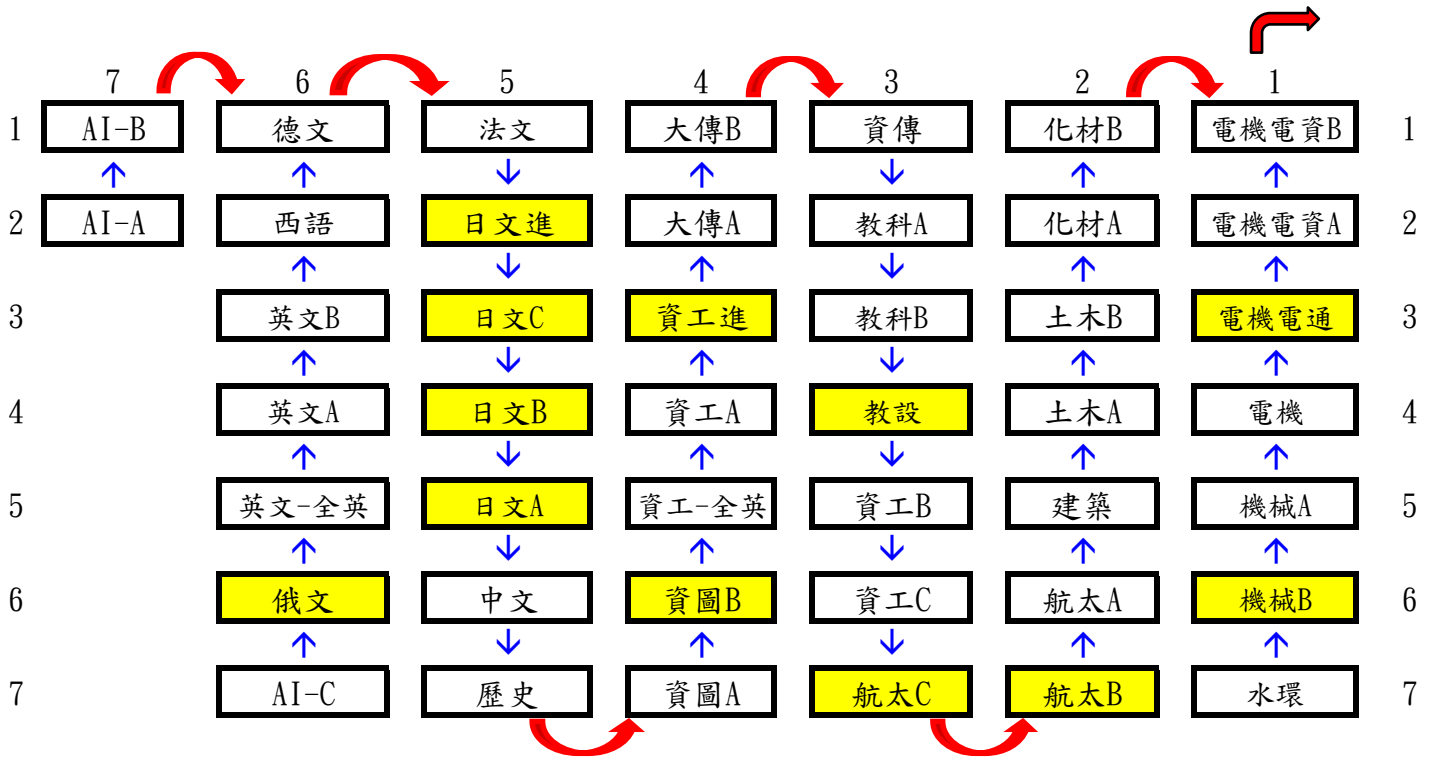 7 6 5 4 3 2 1
1 AI-B 德文 法文 大傳B 資傳 化材B 電機電資B 1
2 AI-A 西語 日文進 大傳A 教科A 化材A 電機電資A 2
3 英文B 日文C 資工進 教科B 土木B 電機電通 3
4 英文A 日文B 資工A 教設 土木A 電機 4
5 英文-全英 日文A 資工-全英 資工B 建築 機械A 5
6 俄文 中文 資圖B 資工C 航太A 機械B 6
7 AI-C 歷史 資圖A 航太C 航太B 水環 7